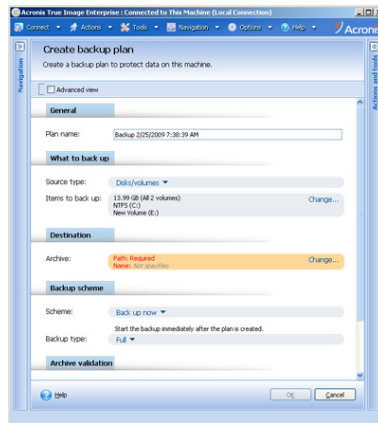 Acronis True Image Enterprise : Connected to This Machine (Local Connection)
Connect Actions Tools Navigation Options Help Acronis
Navigation
Actions and tools
Create backup plan
Create a backup plan to protect data on this machine.
Advanced view
General
Plan name: Backup 2/25/2009 7:38:39 AM
What to back up
Source type: Disks/volumes
Items to back up: 13.99 GB (All 2 volumes) Change...
NTFS (C:)
New Volume (E:)
Destination
Archive: Path: Required Change...
Name: Not specified
Backup scheme
Scheme: Back up now
Start the backup immediately after the plan is created.
Backup type: Full
Archive validation
Help OK Cancel